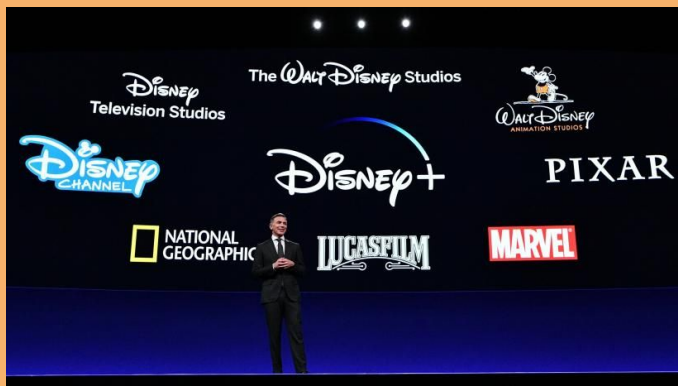 The Walt Disney Studios
Disney
Television Studios
Walt Disney
ANIMATION STUDIOS
Disney
CHANNEL
Disney+
PIXAR
NATIONAL
GEOGRAPHIC
LUCASFILM
MARVEL